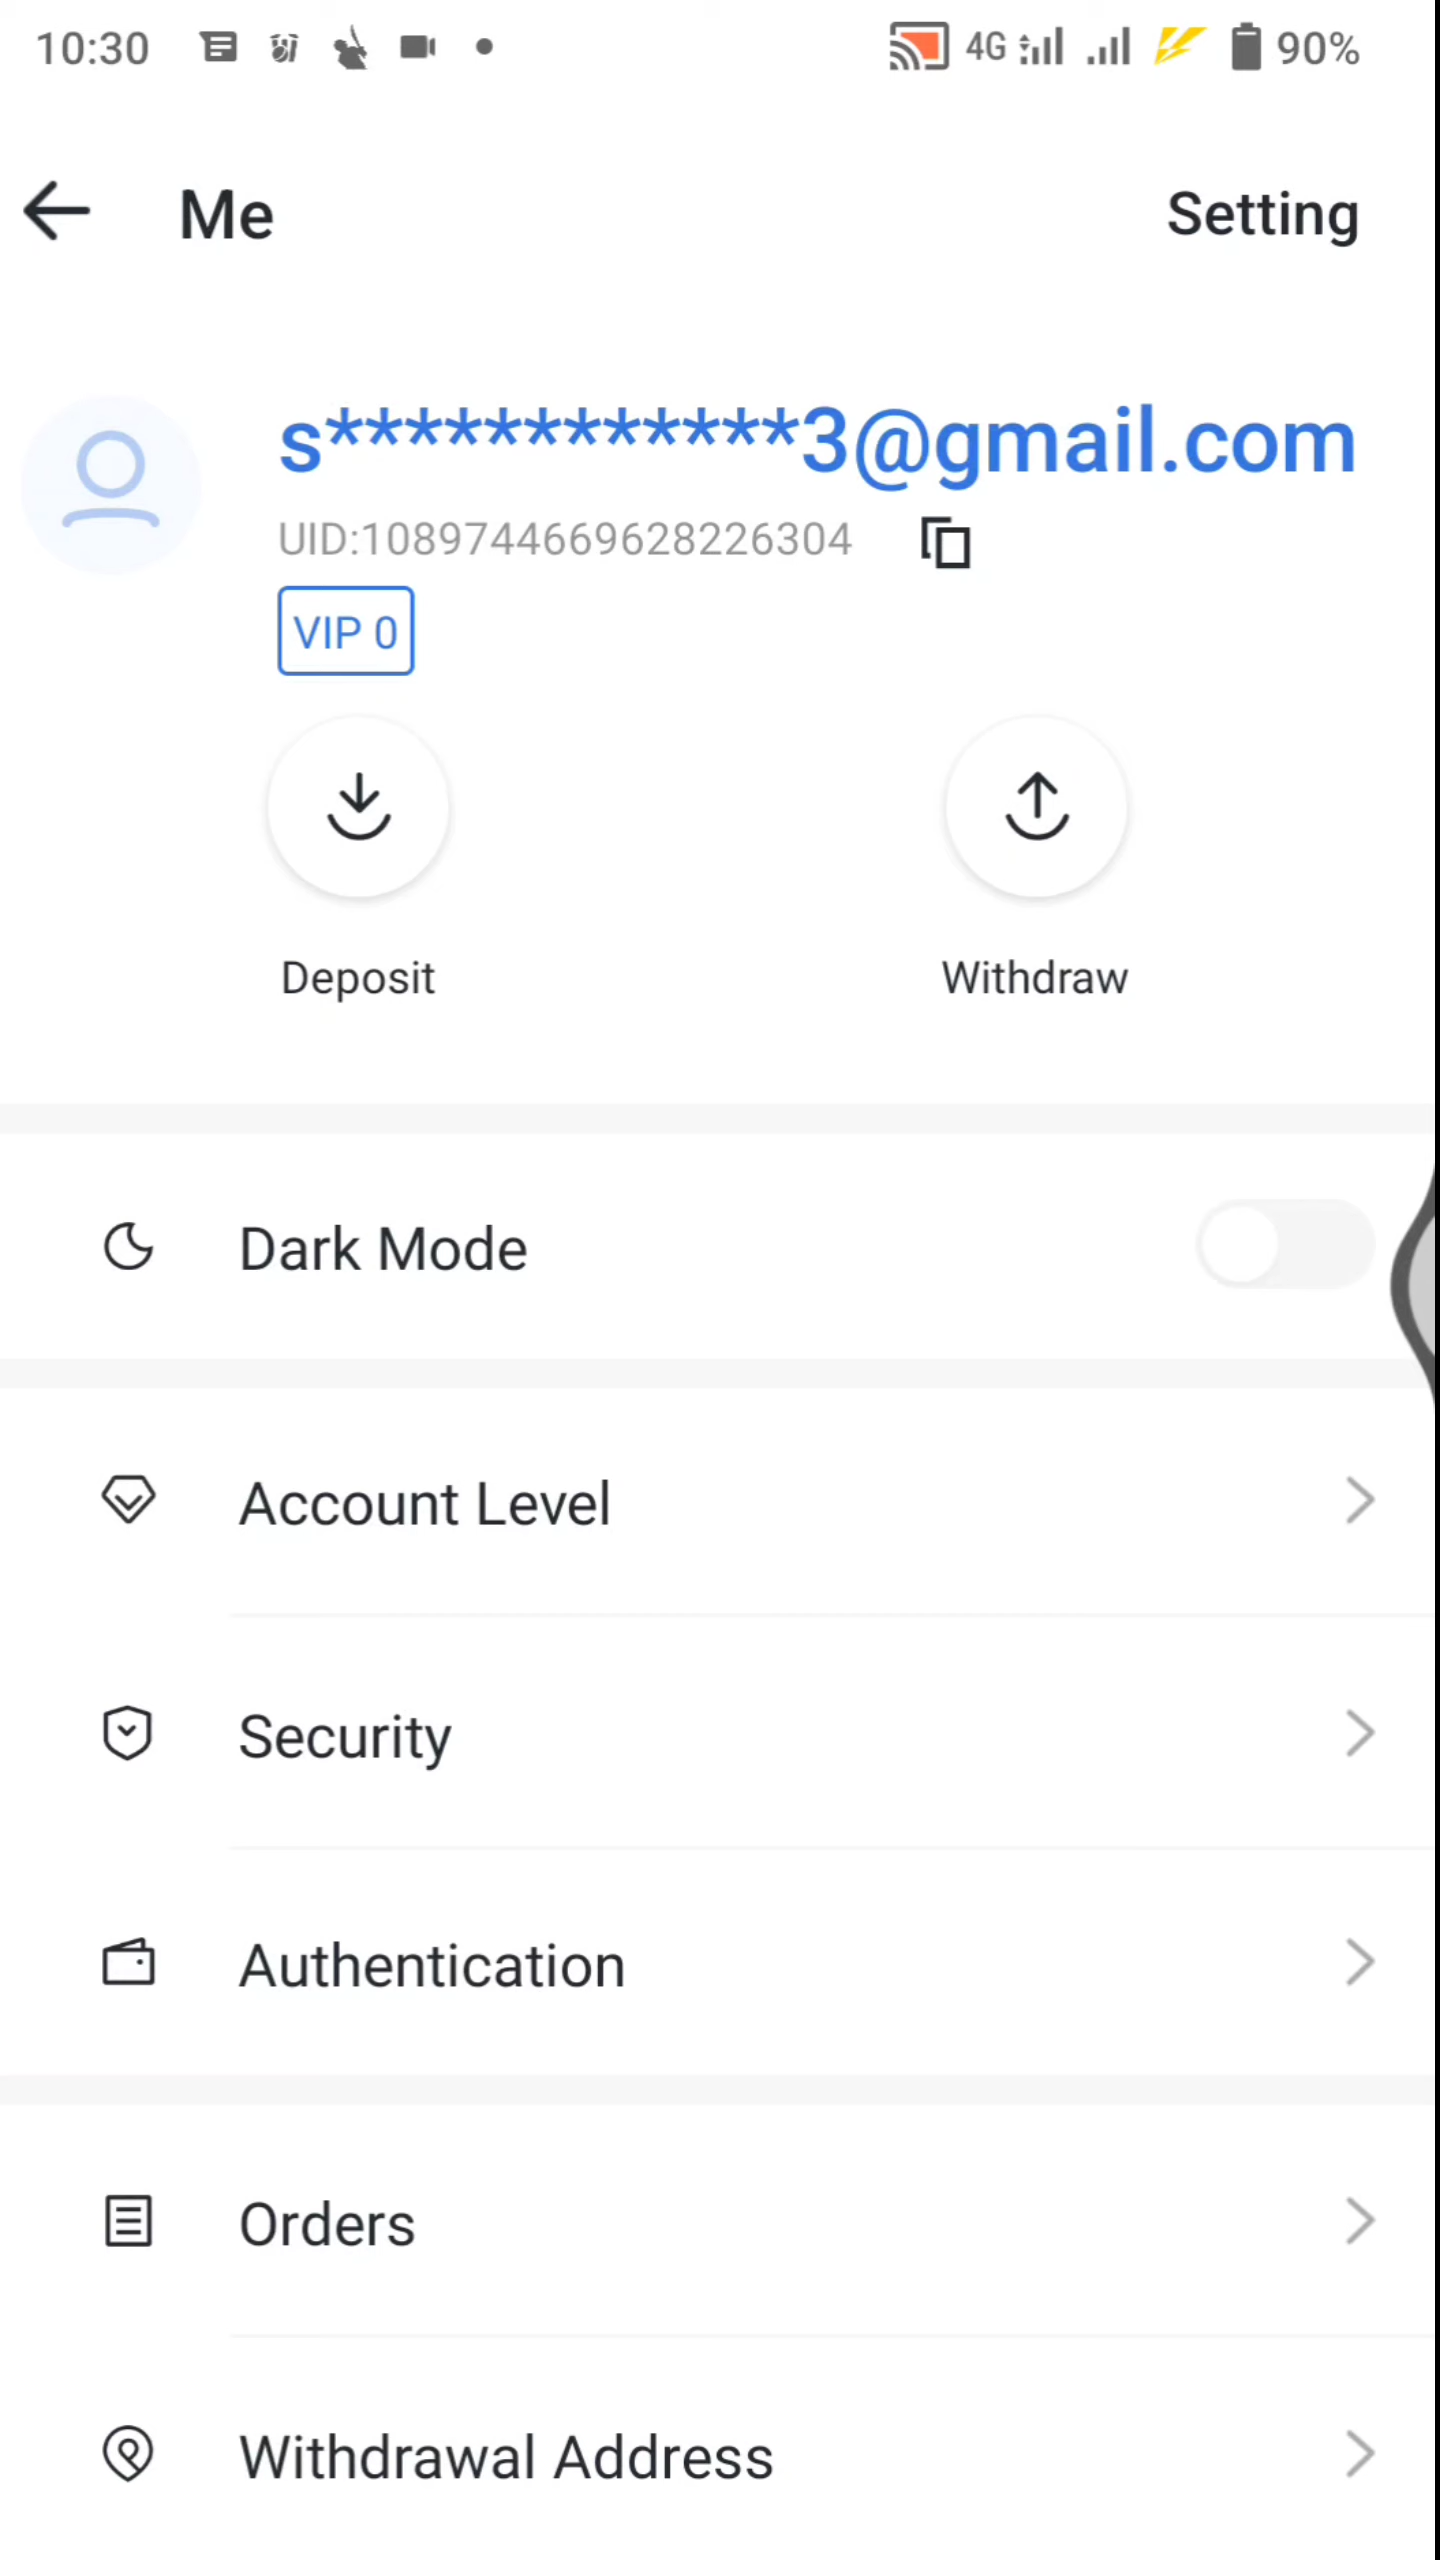 10:30 4G 90%
Me Setting
s************3@gmail.com
UID:1089744669628226304
VIP 0
Deposit Withdraw
Dark Mode
Account Level
Security
Authentication
Orders
Withdrawal Address